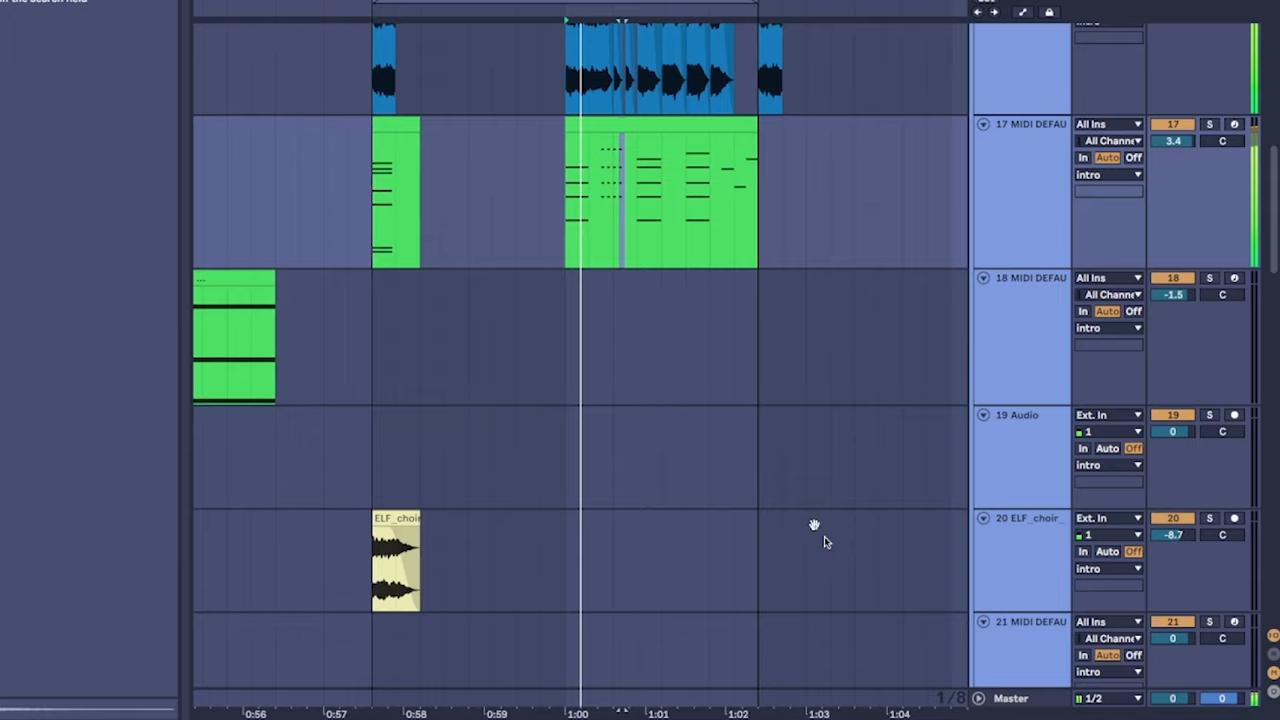 17 MIDI DEFAU
All Ins
17
S
All Channe
3.4
C
In Auto Off
intro
...
18 MIDI DEFAU
All Ins
18
S
All Channe
-1.5
C
In Auto Off
intro
19 Audio
Ext. In
19
S
1
0
C
In Auto Off
intro
ELF_choir
20 ELF_choir_
Ext. In
20
S
1
-8.7
C
In Auto Off
intro
21 MIDI DEFAU
All Ins
21
S
All Channe
0
C
In Auto Off
intro
1/8
Master
1/2
0
0
0:56 0:57 0:58 0:59 1:00 1:01 1:02 1:03 1:04